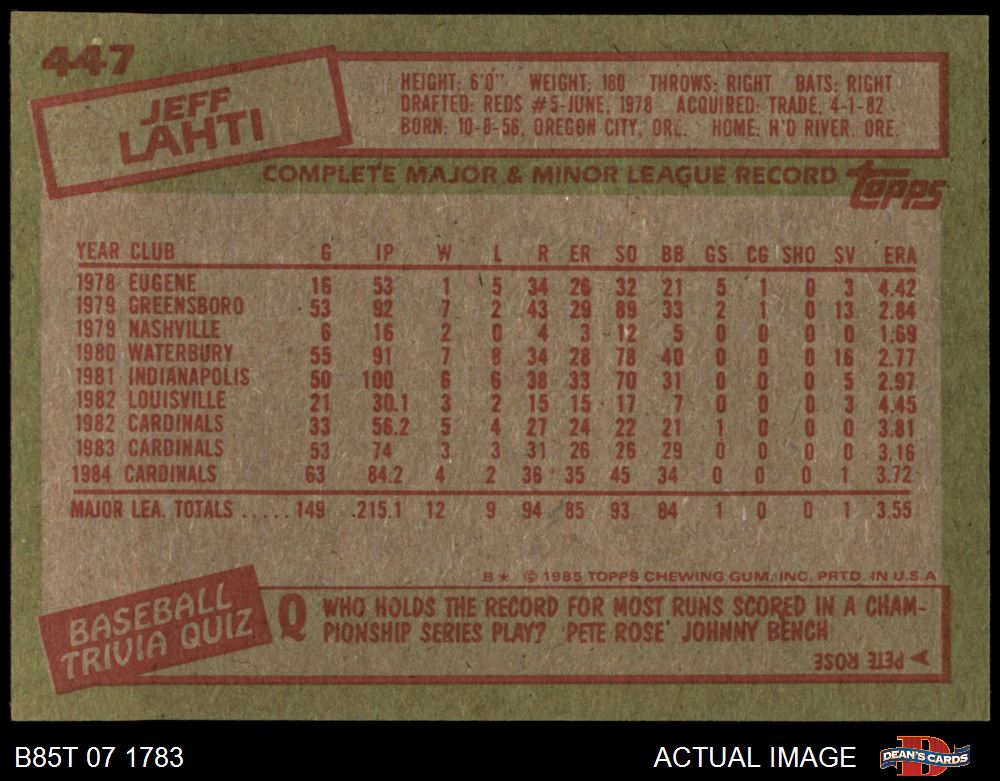 447
JEFF
LAHTI
HEIGHT: 6'0" WEIGHT: 180 THROWS: RIGHT BATS: RIGHT
DRAFTED: REDS #5-JUNE, 1978 ACQUIRED: TRADE, 4-1-82
BORN: 10-8-56, OREGON CITY, ORE. HOME: H'D RIVER, ORE.
COMPLETE MAJOR & MINOR LEAGUE RECORD
topps
YEAR CLUB G IP W L R ER SO BB GS CG SHO SV ERA
1978 EUGENE 16 53 1 5 34 26 32 21 5 1 0 3 4.42
1979 GREENSBORO 53 92 7 2 43 29 89 33 2 1 0 13 2.84
1979 NASHVILLE 6 16 2 0 4 3 12 5 0 0 0 0 1.69
1980 WATERBURY 55 91 7 8 34 28 78 40 0 0 0 16 2.77
1981 INDIANAPOLIS 50 100 6 6 38 33 70 31 0 0 0 5 2.97
1982 LOUISVILLE 21 30.1 3 2 15 15 17 7 0 0 0 3 4.45
1982 CARDINALS 33 56.2 5 4 27 24 22 21 1 0 0 0 3.81
1983 CARDINALS 53 74 3 3 31 26 26 29 0 0 0 0 3.16
1984 CARDINALS 63 84.2 4 2 36 35 45 34 0 0 0 1 3.72
MAJOR LEA. TOTALS ..... 149 215.1 12 9 94 85 93 84 1 0 0 1 3.55
B* © 1985 TOPPS CHEWING GUM, INC. PRTD. IN U.S.A
BASEBALL
TRIVIA QUIZ
Q WHO HOLDS THE RECORD FOR MOST RUNS SCORED IN A CHAM-
PIONSHIP SERIES PLAY? 'PETE ROSE' JOHNNY BENCH
PETE ROSE
B85T 07 1783
ACTUAL IMAGE
DEAN'S CARDS